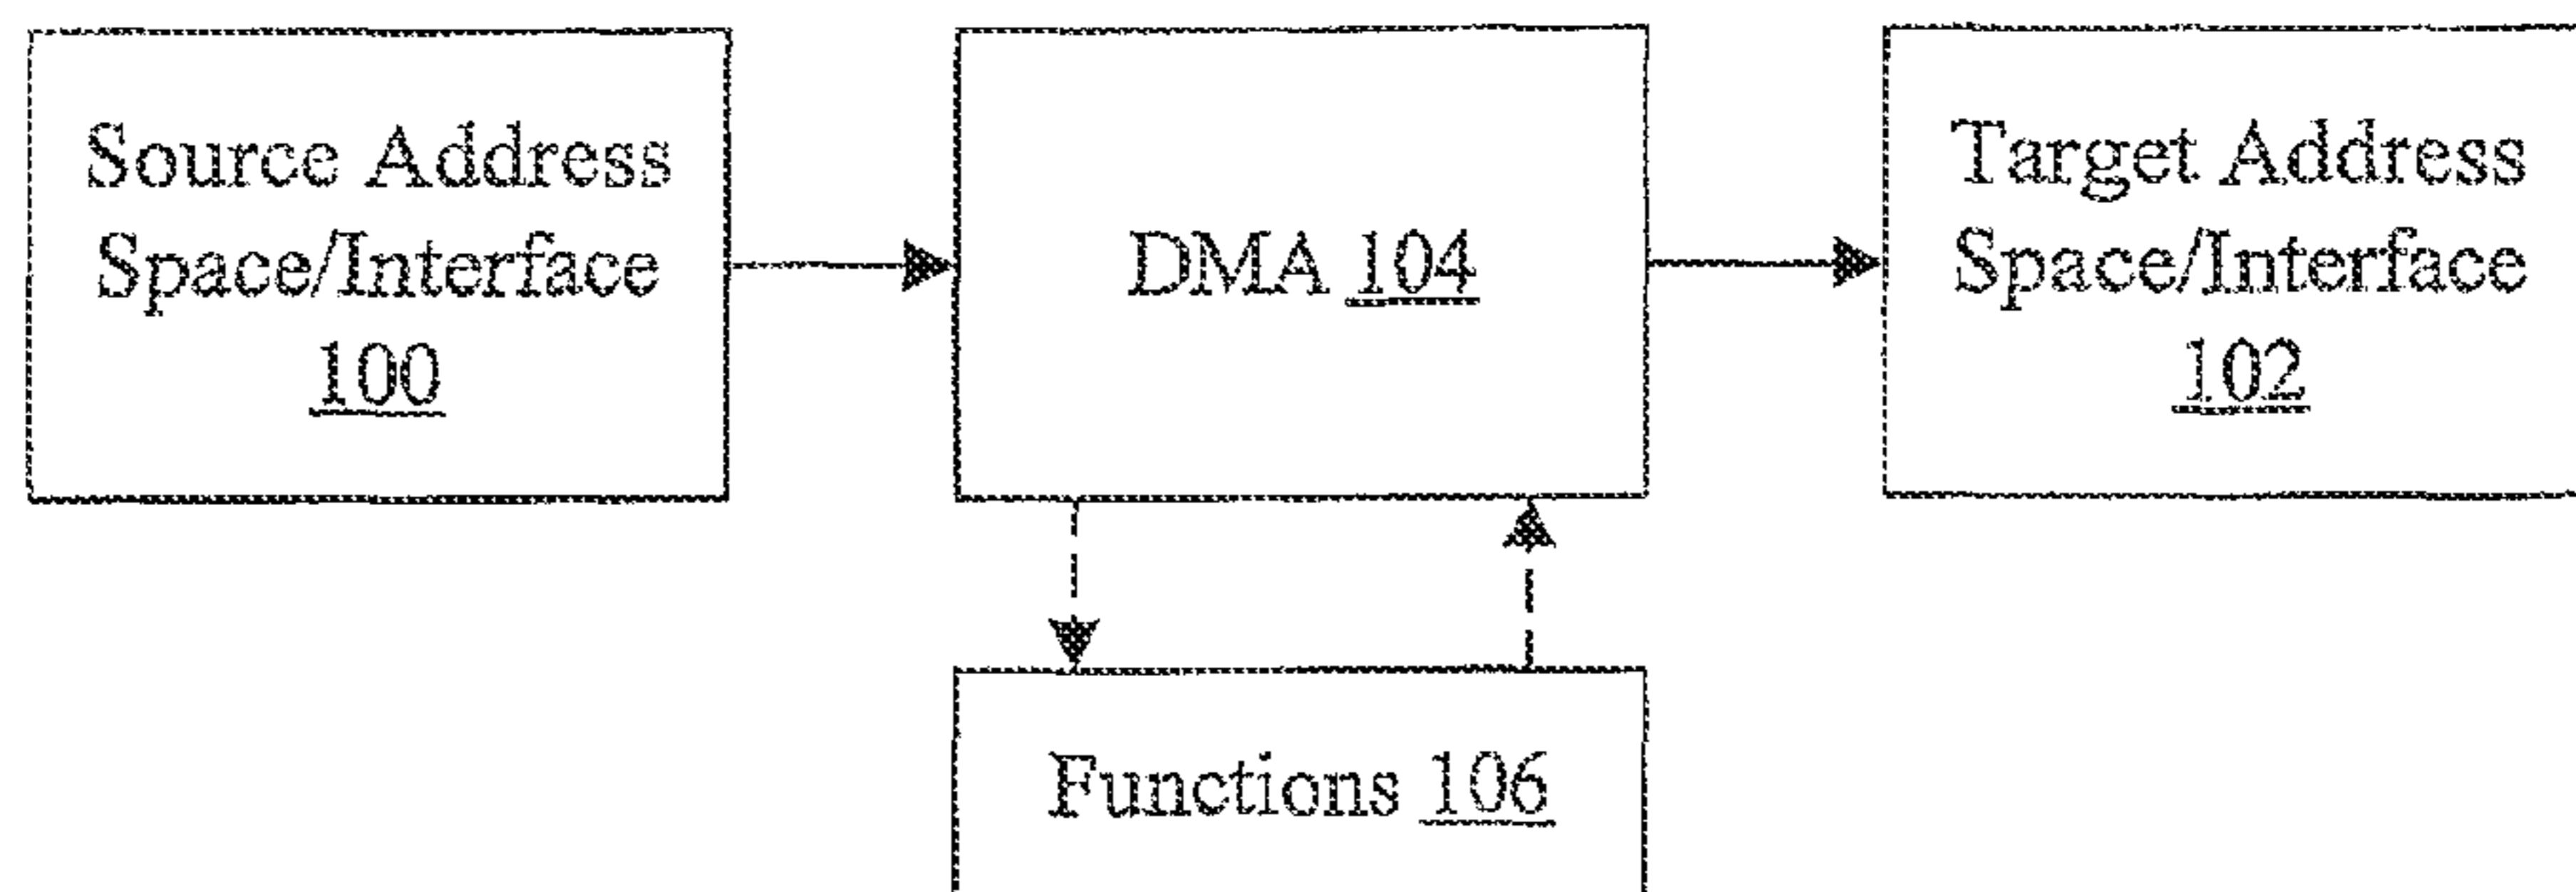 Source Address
Space/Interface
100
DMA 104
Target Address
Space/Interface
102
Functions 106